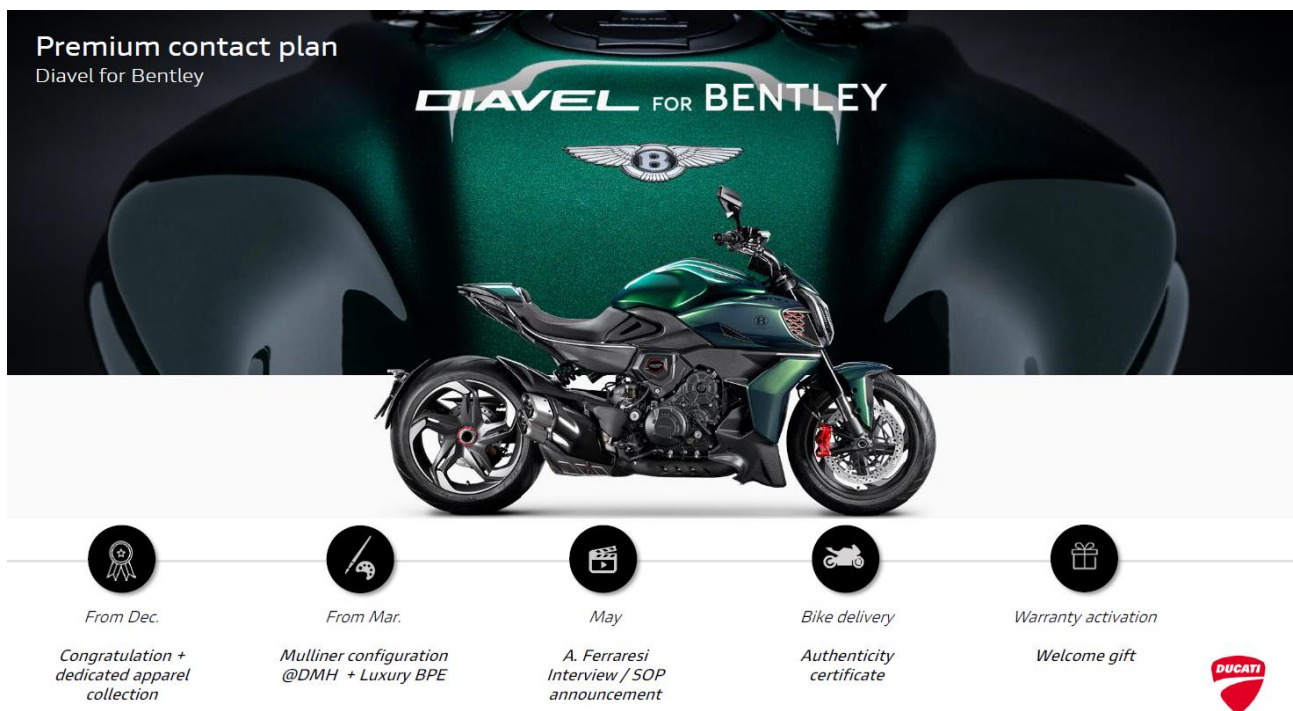 Premium contact plan
Diavel for Bentley
DIAVEL FOR BENTLEY
B
B
From Dec.
From Mar.
May
Bike delivery
Warranty activation
Congratulation +
dedicated apparel
collection
Mulliner configuration
@DMH + Luxury BPE
A. Ferraresi
Interview / SOP
announcement
Authenticity
certificate
Welcome gift
DUCATI